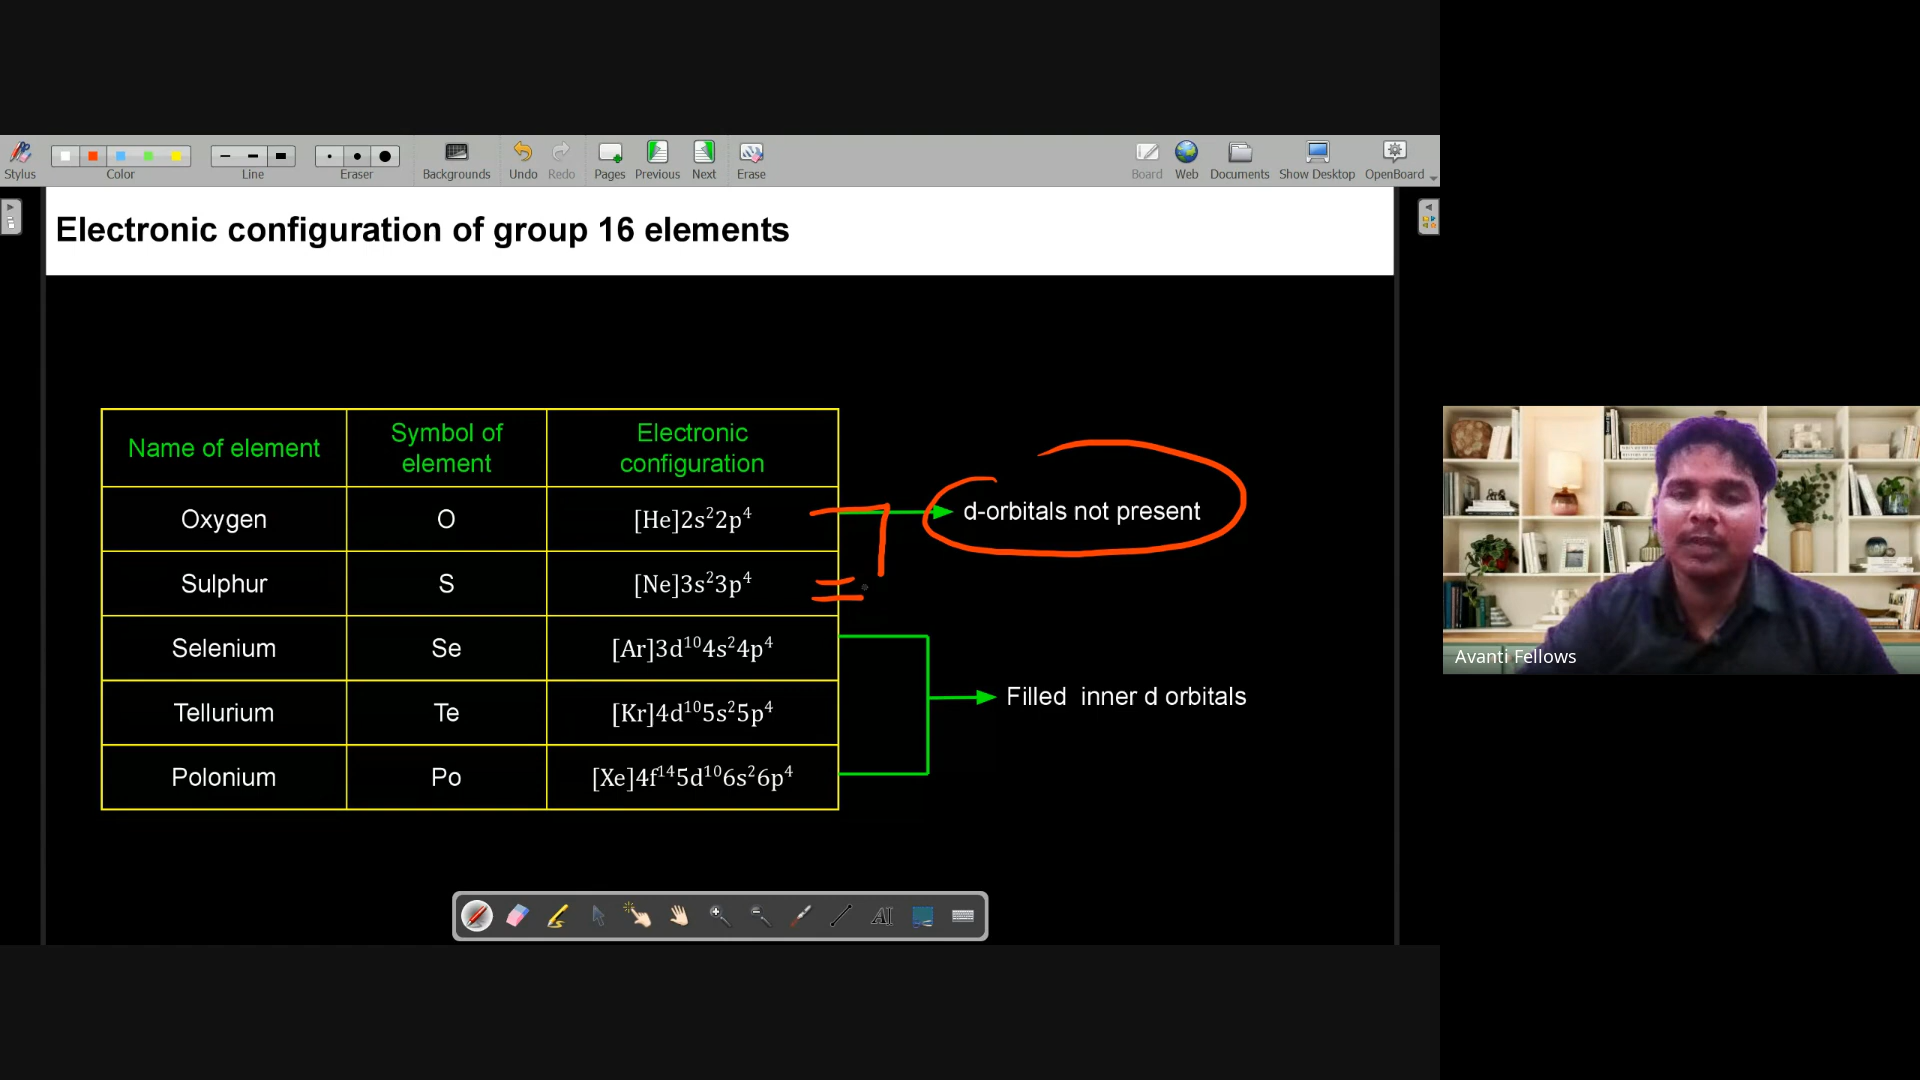 Stylus
Color
Line
Eraser
Backgrounds
Undo
Redo
Pages
Previous
Next
Erase
Board
Web
Documents
Show Desktop
OpenBoard
Electronic configuration of group 16 elements
Name of element
Symbol of
element
Electronic
configuration
Oxygen
O
[He]2s²2p⁴
d-orbitals not present
Sulphur
S
[Ne]3s²3p⁴
Selenium
Se
[Ar]3d¹⁰4s²4p⁴
Tellurium
Te
[Kr]4d¹⁰5s²5p⁴
Filled inner d orbitals
Polonium
Po
[Xe]4f¹⁴5d¹⁰6s²6p⁴
Avanti Fellows